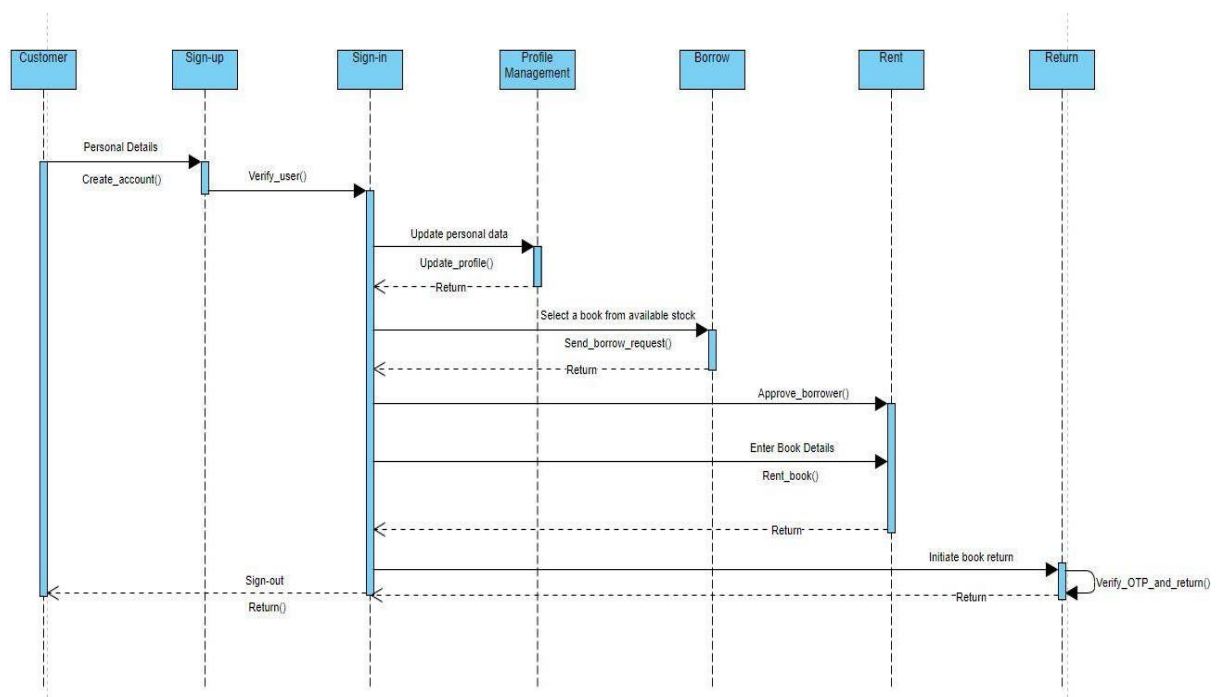 Customer
Sign-up
Sign-in
Profile
Management
Borrow
Rent
Return
Personal Details
Create_account()
Verify_user()
Update personal data
Update_profile()
Return
Select a book from available stock
Send_borrow_request()
Return
Approve_borrower()
Enter Book Details
Rent_book()
Return
Initiate book return
Verify_OTP_and_return()
Return
Sign-out
Return()